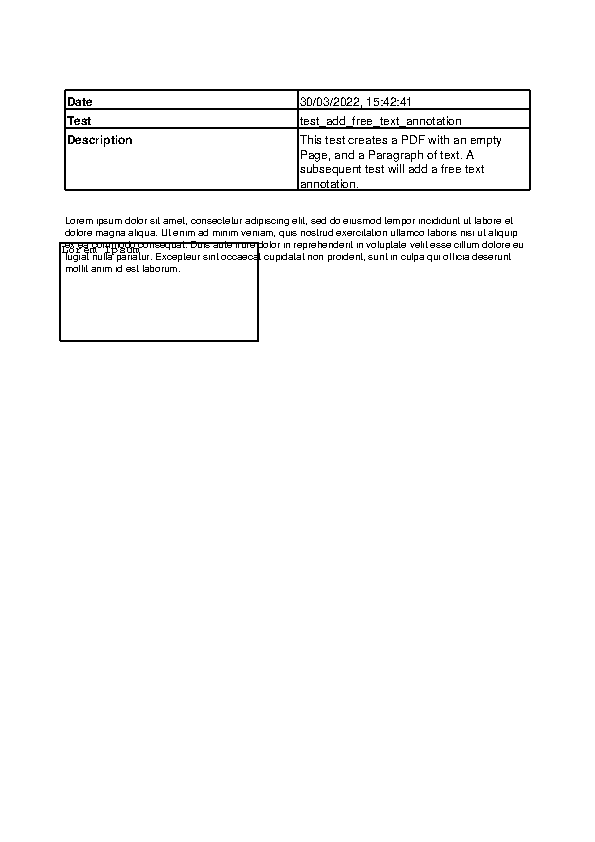 Date 30/03/2022, 15:42:41
Test test_add_free_text_annotation
Description This test creates a PDF with an empty
Page, and a Paragraph of text. A
subsequent test will add a free text
annotation.
Lorem ipsum dolor sit amet, consectetur adipiscing elit, sed do eiusmod tempor incididunt ut labore et
dolore magna aliqua. Ut enim ad minim veniam, quis nostrud exercitation ullamco laboris nisi ut aliquip
ex ea commodo consequat. Duis aute irure dolor in reprehenderit in voluptate velit esse cillum dolore eu
Lorem Ipsum
fugiat nulla pariatur. Excepteur sint occaecat cupidatat non proident, sunt in culpa qui officia deserunt
mollit anim id est laborum.